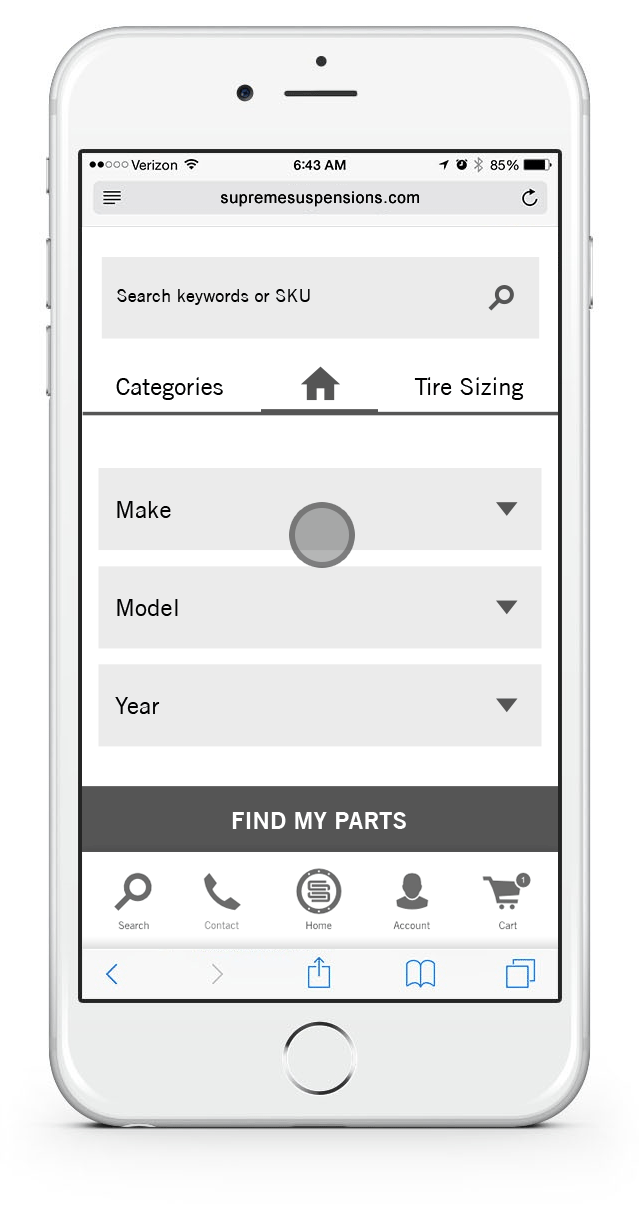 Verizon 6:43 AM 85%
supremesuspensions.com
Search keywords or SKU
Categories Tire Sizing
Make
Model
Year
FIND MY PARTS
1
Search Contact Home Account Cart